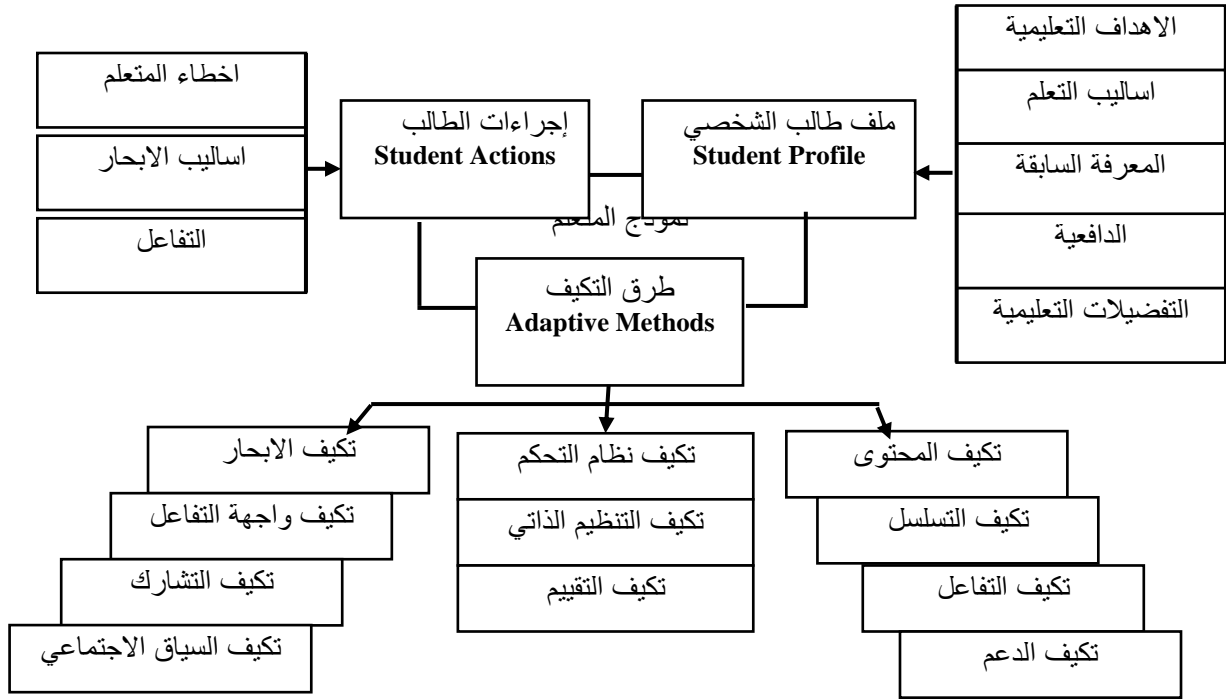 الاهداف التعليمية
اساليب التعلم
المعرفة السابقة
الدافعية
التفضيلات التعليمية
ملف طالب الشخصي
Student Profile
إجراءات الطالب
Student Actions
اخطاء المتعلم
اساليب الابحار
التفاعل
نموذج المتعلم
طرق التكيف
Adaptive Methods
تكيف المحتوى
تكيف التسلسل
تكيف التفاعل
تكيف الدعم
تكيف نظام التحكم
تكيف التنظيم الذاتي
تكيف التقييم
تكيف الابحار
تكيف واجهة التفاعل
تكيف التشارك
تكيف السياق الاجتماعي